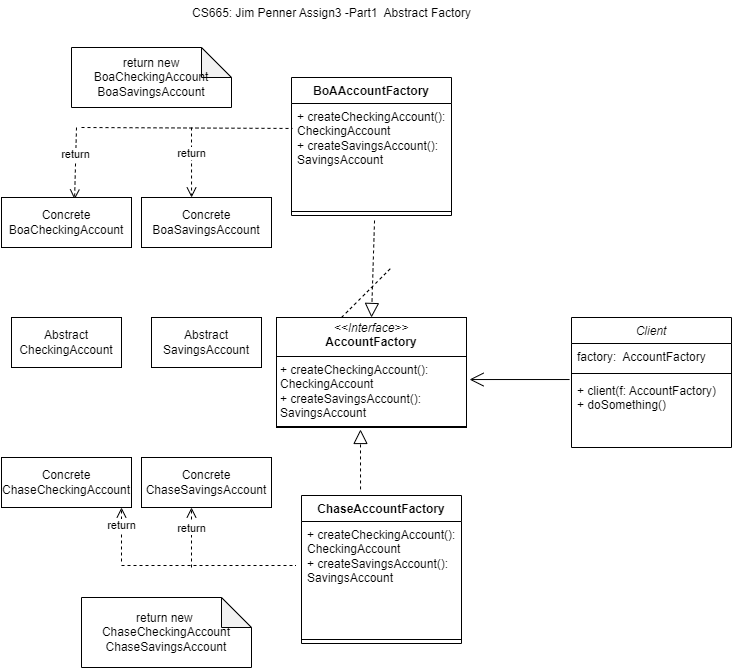 CS665: Jim Penner Assign3 -Part1 Abstract Factory
return new
BoaCheckingAccount
BoaSavingsAccount
BoAAccountFactory
+ createCheckingAccount():
CheckingAccount
+ createSavingsAccount():
SavingsAccount
return
return
Concrete
BoaCheckingAccount
Concrete
BoaSavingsAccount
Abstract
CheckingAccount
Abstract
SavingsAccount
<<Interface>>
AccountFactory
+ createCheckingAccount():
CheckingAccount
+ createSavingsAccount():
SavingsAccount
Client
factory: AccountFactory
+ client(f: AccountFactory)
+ doSomething()
Concrete
ChaseCheckingAccount
Concrete
ChaseSavingsAccount
return
return
ChaseAccountFactory
+ createCheckingAccount():
CheckingAccount
+ createSavingsAccount():
SavingsAccount
return new
ChaseCheckingAccount
ChaseSavingsAccount